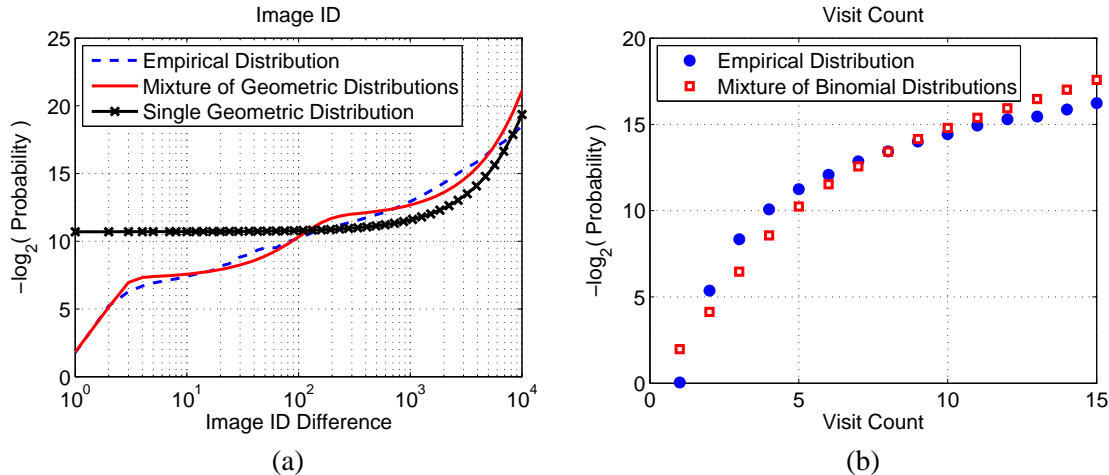 Image ID
Empirical Distribution
Mixture of Geometric Distributions
Single Geometric Distribution
25
20
15
10
5
0
10^0
10^1
10^2
10^3
10^4
−log_2( Probability )
Image ID Difference
(a)
Visit Count
Empirical Distribution
Mixture of Binomial Distributions
20
15
10
5
0
0
5
10
15
−log_2( Probability )
Visit Count
(b)